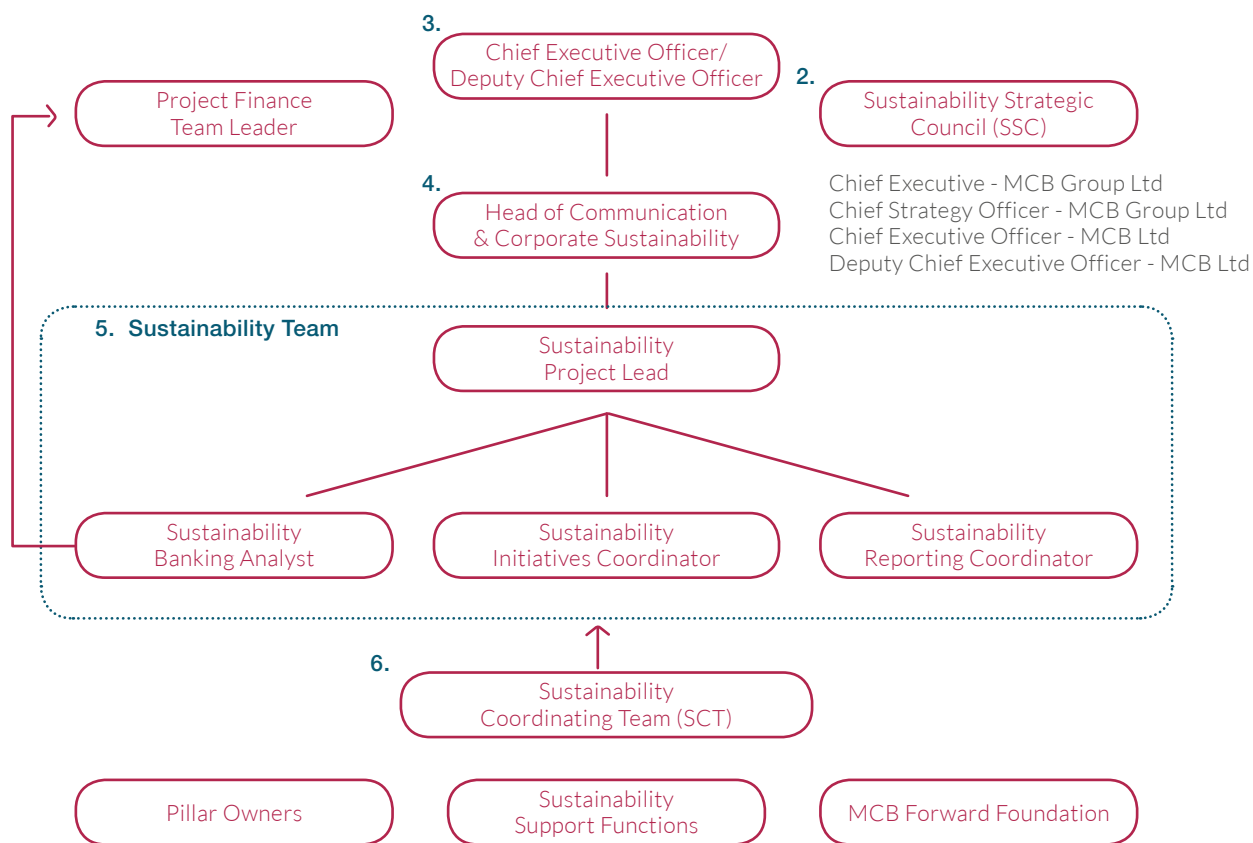 3.
Chief Executive Officer/
Deputy Chief Executive Officer
2.
Project Finance
Team Leader
Sustainability Strategic
Council (SSC)
4.
Head of Communication
& Corporate Sustainability
Chief Executive - MCB Group Ltd
Chief Strategy Officer - MCB Group Ltd
Chief Executive Officer - MCB Ltd
Deputy Chief Executive Officer - MCB Ltd
5. Sustainability Team
Sustainability
Project Lead
Sustainability
Banking Analyst
Sustainability
Initiatives Coordinator
Sustainability
Reporting Coordinator
6.
Sustainability
Coordinating Team (SCT)
Pillar Owners
Sustainability
Support Functions
MCB Forward Foundation